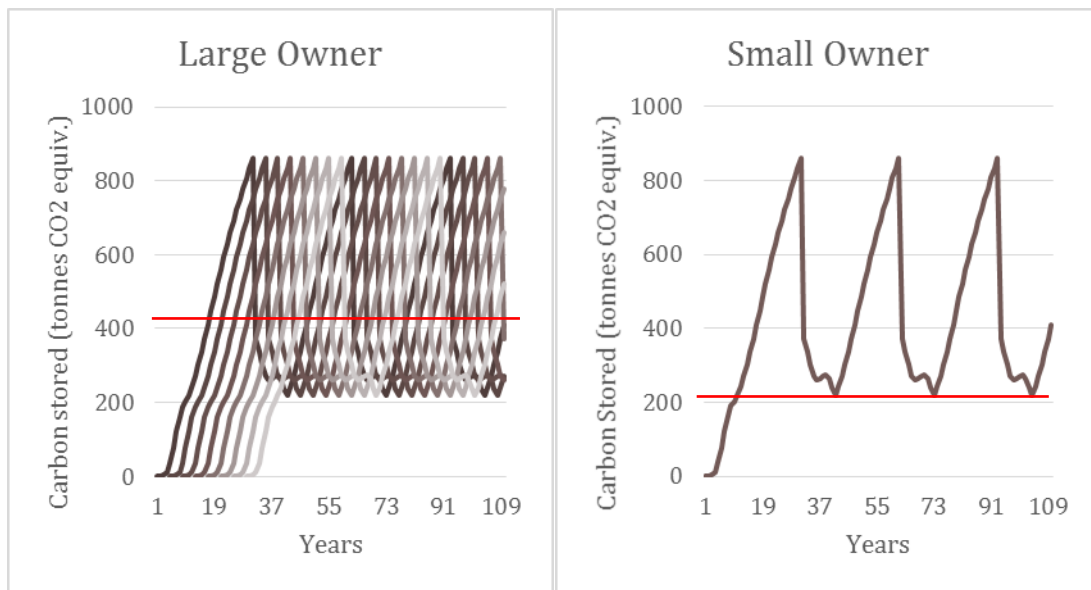 Large Owner
Carbon stored (tonnes CO2 equiv.)
1000
800
600
400
200
0
1 19 37 55 73 91 109
Years
Small Owner
Carbon Stored (tonnes CO2 equiv.)
1000
800
600
400
200
0
1 19 37 55 73 91 109
Years